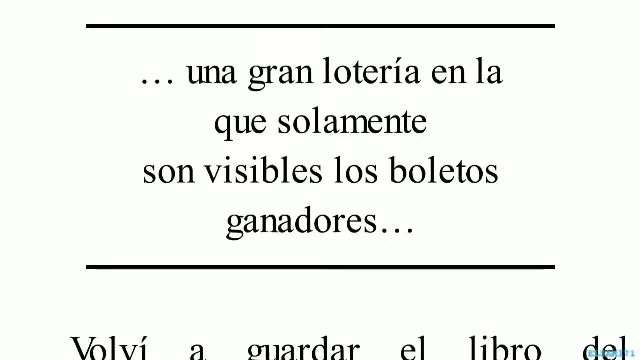 … una gran lotería en la
que solamente
son visibles los boletos
ganadores…
Volví a guardar el libro del